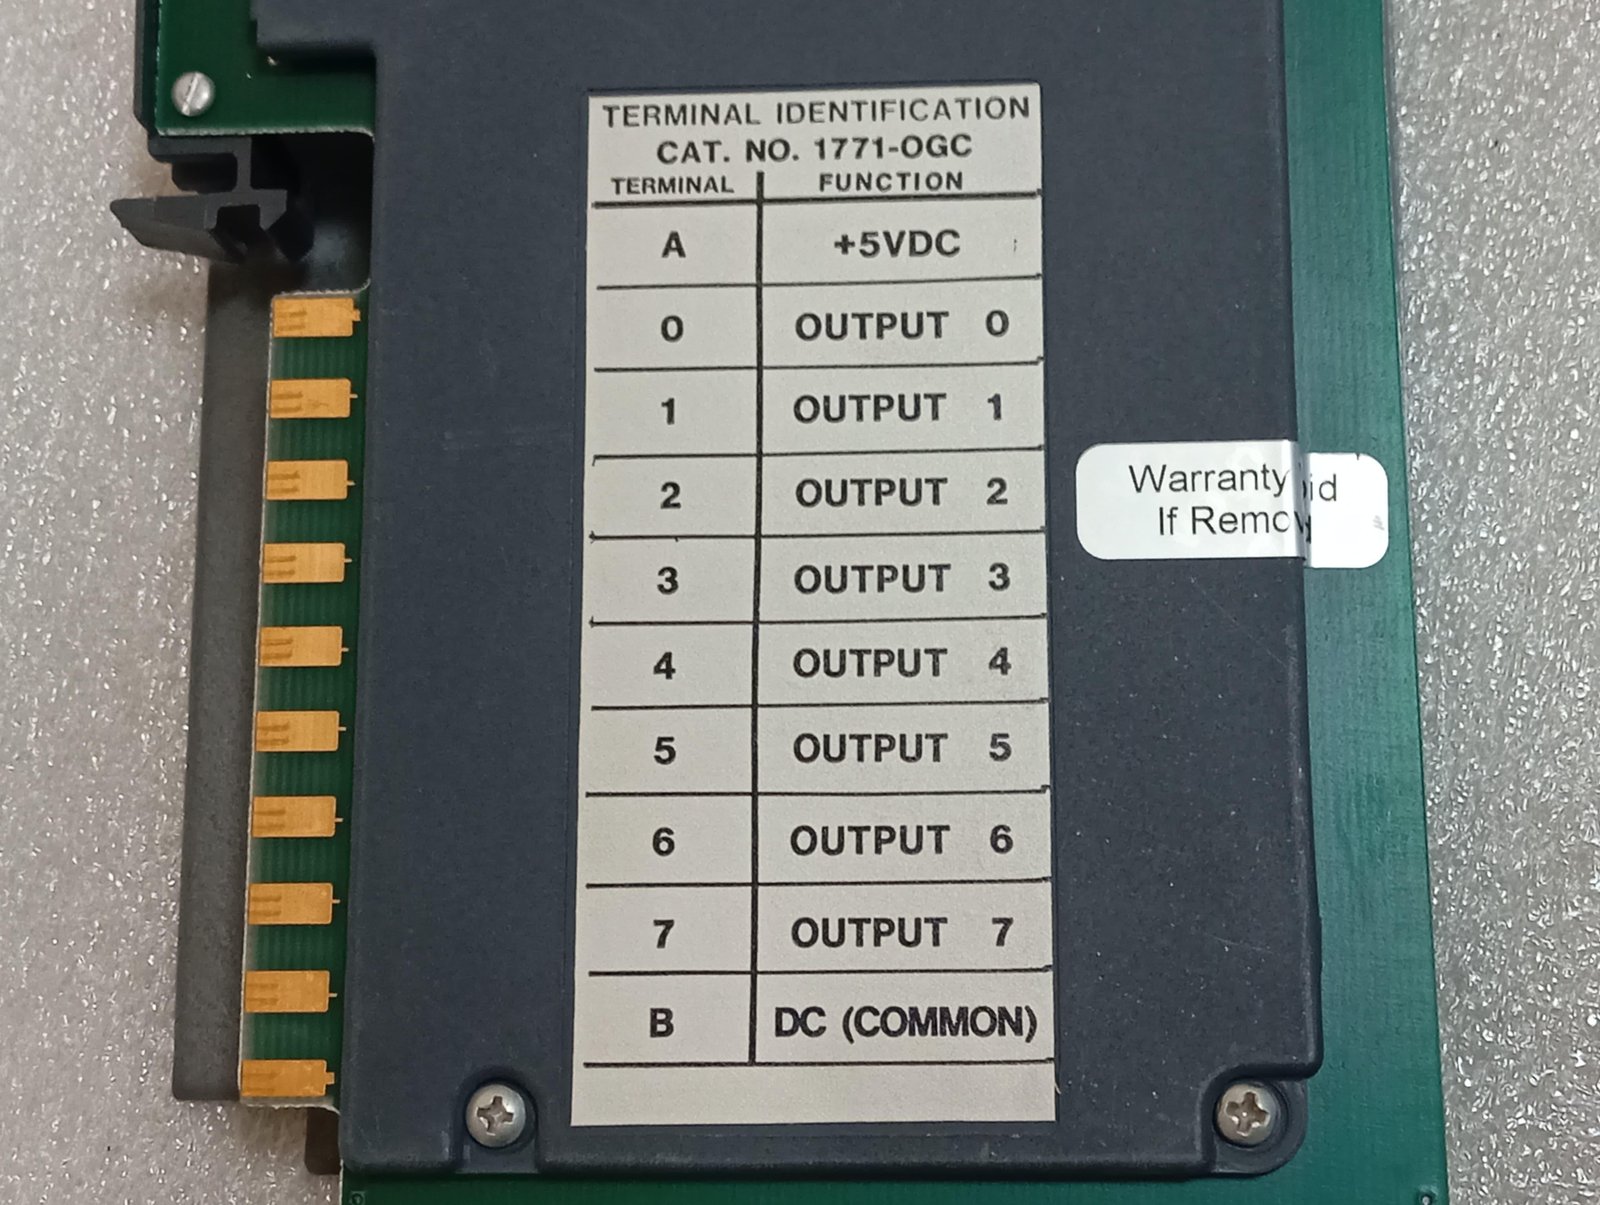 TERMINAL IDENTIFICATION
CAT. NO. 1771-OGC
TERMINAL FUNCTION
A +5VDC
0 OUTPUT 0
1 OUTPUT 1
2 OUTPUT 2
3 OUTPUT 3
4 OUTPUT 4
5 OUTPUT 5
6 OUTPUT 6
7 OUTPUT 7
B DC (COMMON)
Warranty
If